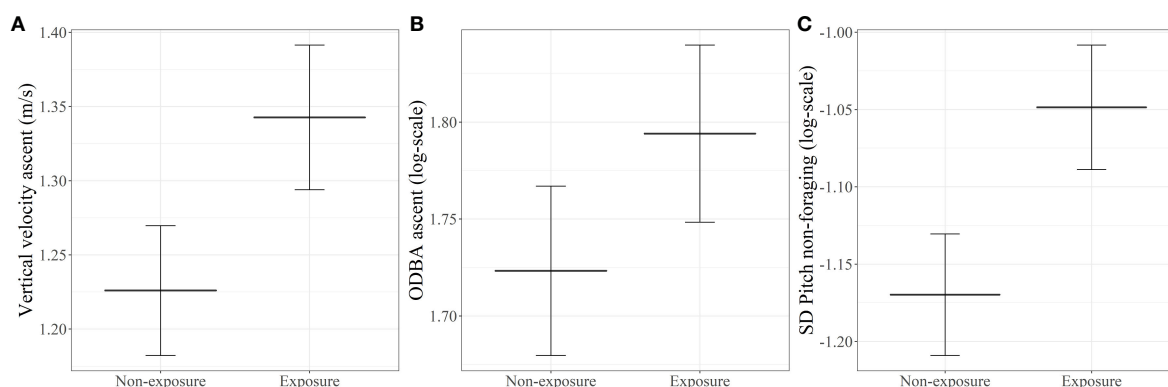 A
Vertical velocity ascent (m/s)
1.40
1.35
1.30
1.25
1.20
Non-exposure
Exposure
B
ODBA ascent (log-scale)
1.80
1.75
1.70
Non-exposure
Exposure
C
SD Pitch non-foraging (log-scale)
-1.00
-1.05
-1.10
-1.15
-1.20
Non-exposure
Exposure